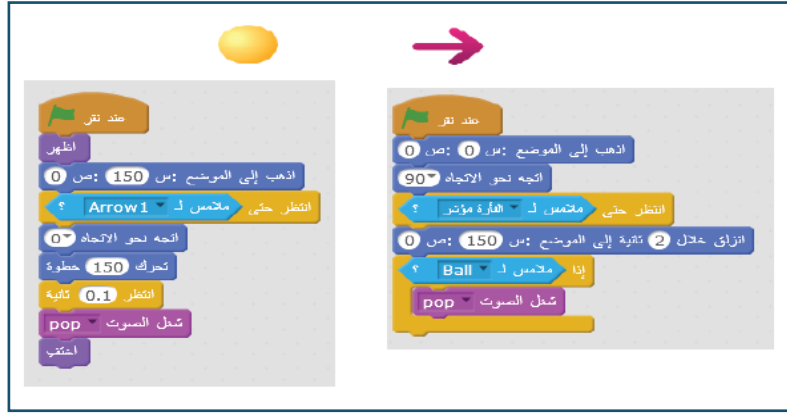 عند نقر
اظهر
اذهب إلى الموضع :س 150 :ص 0
انتظر حتى ملامس لـ Arrow1 ؟
اتجه نحو الاتجاه 0
تحرك 150 خطوة
انتظر 0.1 ثانية
شغل الصوت pop
اختفِ
عند نقر
اذهب إلى الموضع :س 0 :ص 0
اتجه نحو الاتجاه 90
انتظر حتى ملامس لـ الفأرة مؤشر ؟
انزلق خلال 2 ثانية إلى الموضع :س 150 :ص 0
إذا ملامس لـ Ball ؟
شغل الصوت pop